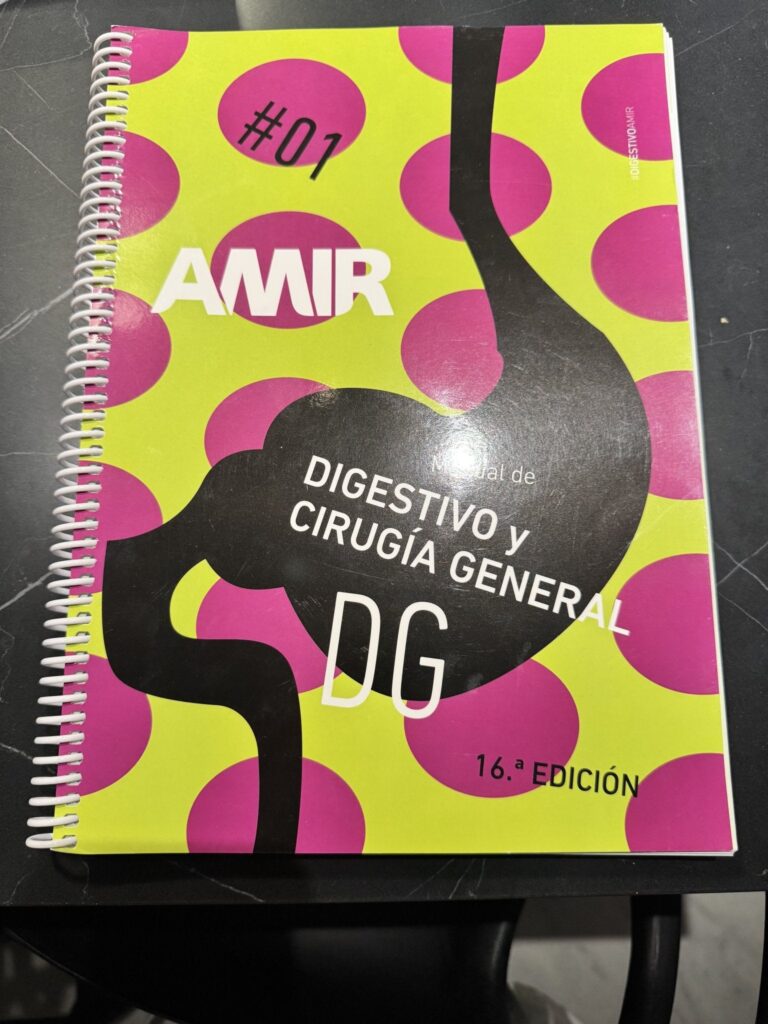 #01
#DIGESTIVOAMIR
AMIR
Manual de
DIGESTIVO y
CIRUGÍA GENERAL
DG
16.ª EDICIÓN